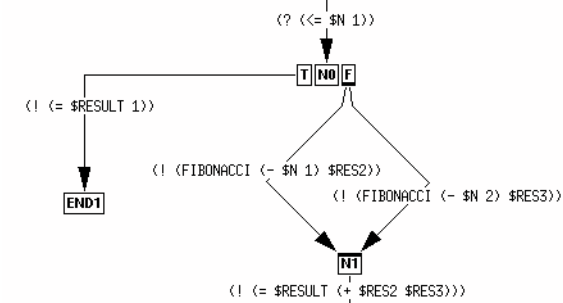 (? (<= $N 1))
T N0 F
(! (= $RESULT 1))
(! (FIBONACCI (- $N 1) $RES2))
(! (FIBONACCI (- $N 2) $RES3))
END1
N1
(! (= $RESULT (+ $RES2 $RES3)))